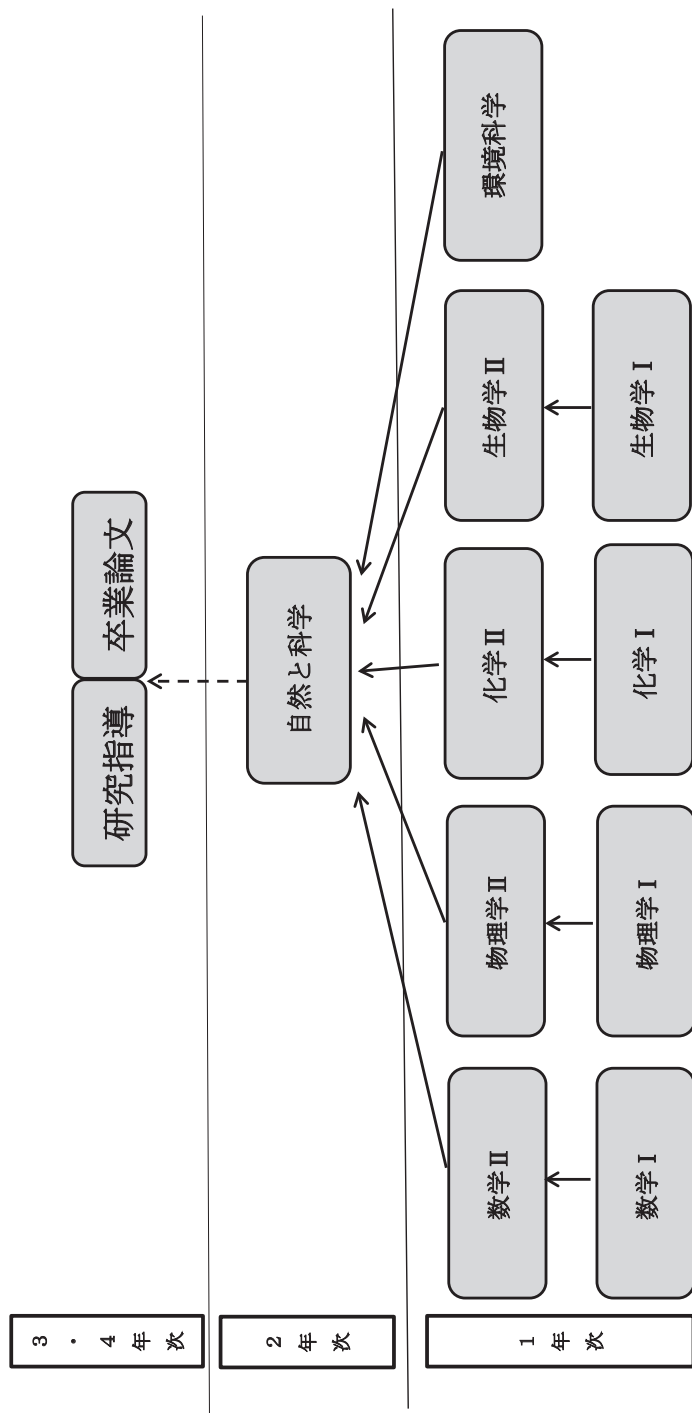 3・4年次
研究指導
卒業論文
2年次
自然と科学
1年次
数学Ⅱ
物理学Ⅱ
化学Ⅱ
生物学Ⅱ
環境科学
数学Ⅰ
物理学Ⅰ
化学Ⅰ
生物学Ⅰ